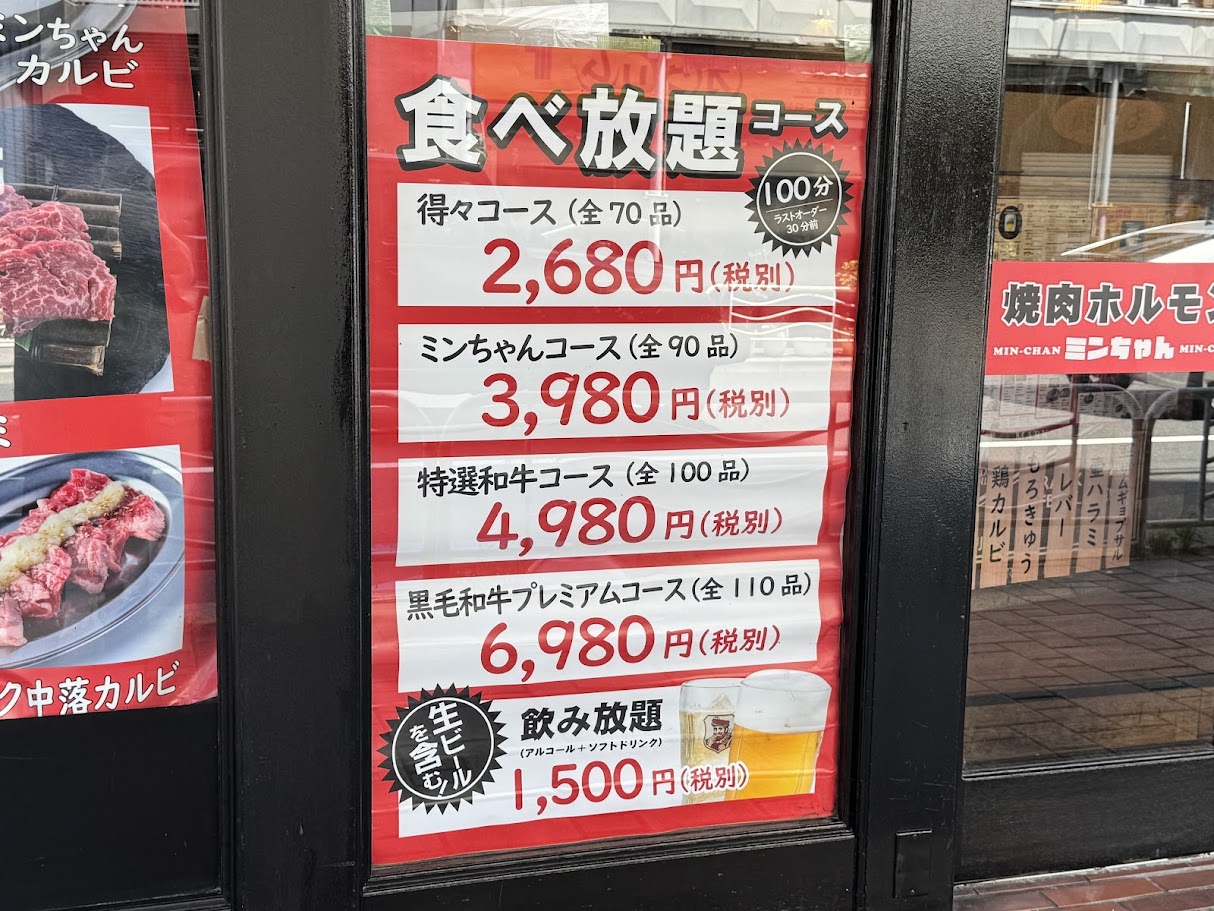 ミンちゃん
カルビ
ミ
ク中落カルビ
食べ放題コース
100分
ラストオーダー
30分前
得々コース(全70品)
2,680円(税別)
ミンちゃんコース(全90品)
3,980円(税別)
特選和牛コース(全100品)
4,980円(税別)
黒毛和牛プレミアムコース(全110品)
6,980円(税別)
生ビール
を含む!
飲み放題
(アルコール+ソフトドリンク)
1,500円(税別)
焼肉ホルモン
MIN-CHAN ミンちゃん MIN-C
ムギョプサル
塩ハラミ
レバー
もろきゅう
鶏カルビ